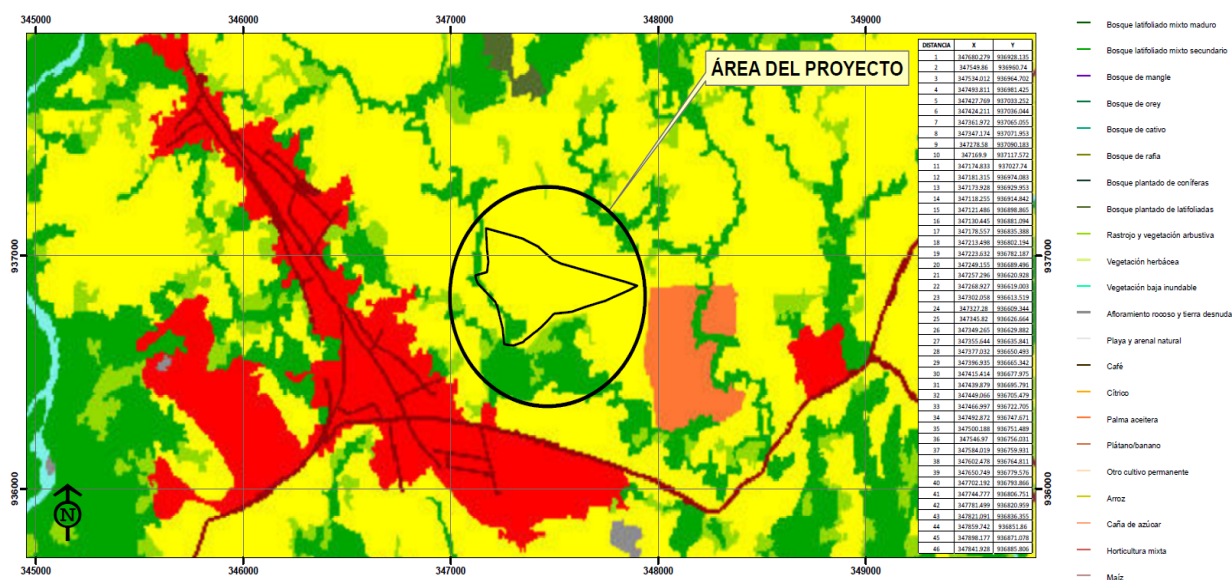 345000 346000 347000 348000 349000
ÁREA DEL PROYECTO
937000
936000
N
937000
936000
345000 346000 347000 348000 349000
DISTANCIA X Y
1 347680.279 936928.135
2 347549.86 936960.74
3 347534.012 936964.702
4 347493.811 936981.425
5 347427.769 937033.252
6 347424.211 937036.044
7 347361.972 937065.055
8 347347.174 937071.953
9 347278.58 937090.183
10 347169.9 937117.572
11 347174.833 937027.74
12 347181.315 936974.083
13 347173.928 936929.953
14 347118.255 936914.842
15 347121.486 936898.865
16 347130.445 936881.094
17 347178.557 936835.388
18 347213.498 936802.194
19 347223.632 936782.187
20 347249.155 936689.496
21 347257.296 936620.928
22 347268.927 936619.003
23 347302.058 936613.519
24 347327.28 936609.344
25 347345.82 936626.664
26 347349.265 936629.882
27 347355.644 936635.841
28 347377.032 936650.493
29 347396.935 936665.342
30 347415.414 936677.975
31 347439.879 936695.791
32 347449.066 936705.479
33 347466.997 936722.705
34 347492.872 936747.671
35 347500.188 936751.489
36 347546.97 936756.031
37 347584.019 936759.931
38 347602.478 936764.811
39 347650.749 936779.576
40 347702.192 936793.866
41 347744.777 936806.751
42 347781.499 936820.959
43 347821.091 936836.355
44 347859.742 936851.86
45 347898.177 936871.078
46 347841.928 936885.806
Bosque latifoliado mixto maduro
Bosque latifoliado mixto secundario
Bosque de mangle
Bosque de orey
Bosque de cativo
Bosque de rafia
Bosque plantado de coníferas
Bosque plantado de latifoliadas
Rastrojo y vegetación arbustiva
Vegetación herbácea
Vegetación baja inundable
Afloramiento rocoso y tierra desnuda
Playa y arenal natural
Café
Cítrico
Palma aceitera
Plátano/banano
Otro cultivo permanente
Arroz
Caña de azúcar
Horticultura mixta
Maíz